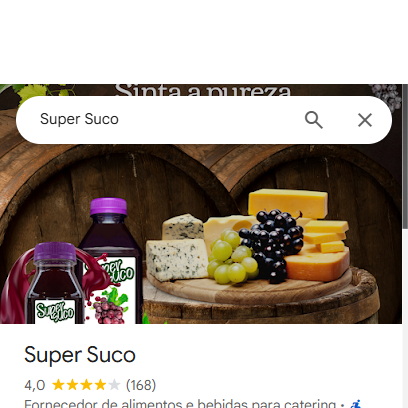 Sinta a pureza
Super Suco
Super Suco
Super Suco
Super Suco
4,0 (168)
Fornecedor de alimentos e bebidas para catering ·